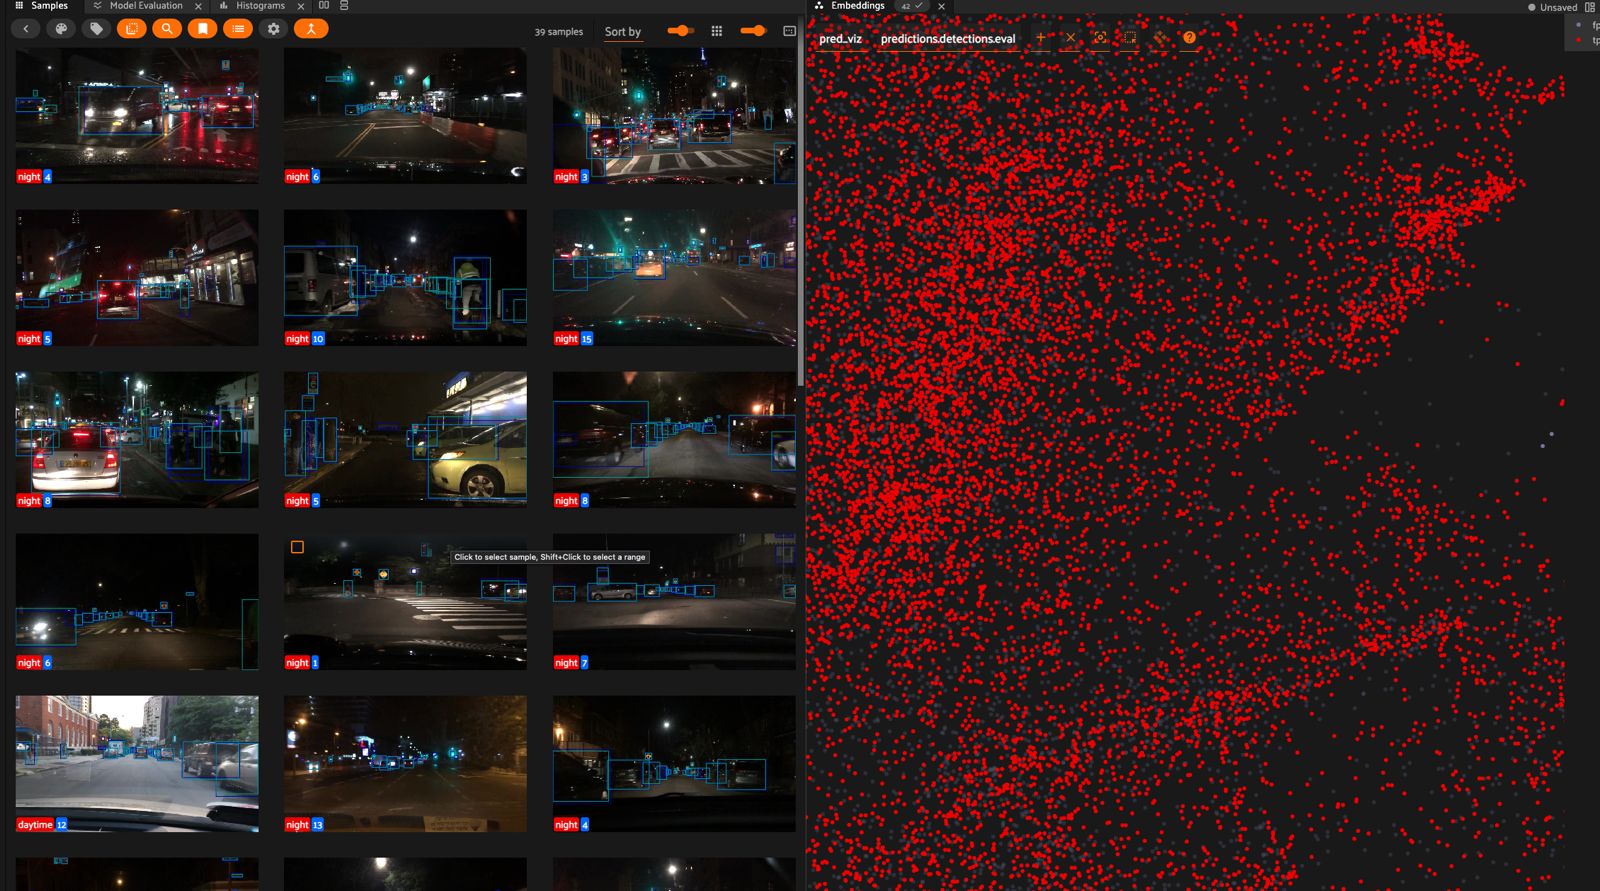 Samples
Model Evaluation
Histograms
Embeddings
42
Unsaved
39 samples
Sort by
pred_viz
predictions.detections.eval
fp
tp
night 4
night 6
night 3
night 5
night 10
night 15
night 8
night 5
night 8
Click to select sample, Shift+Click to select a range
night 6
night 1
night 7
daytime 12
night 13
night 4